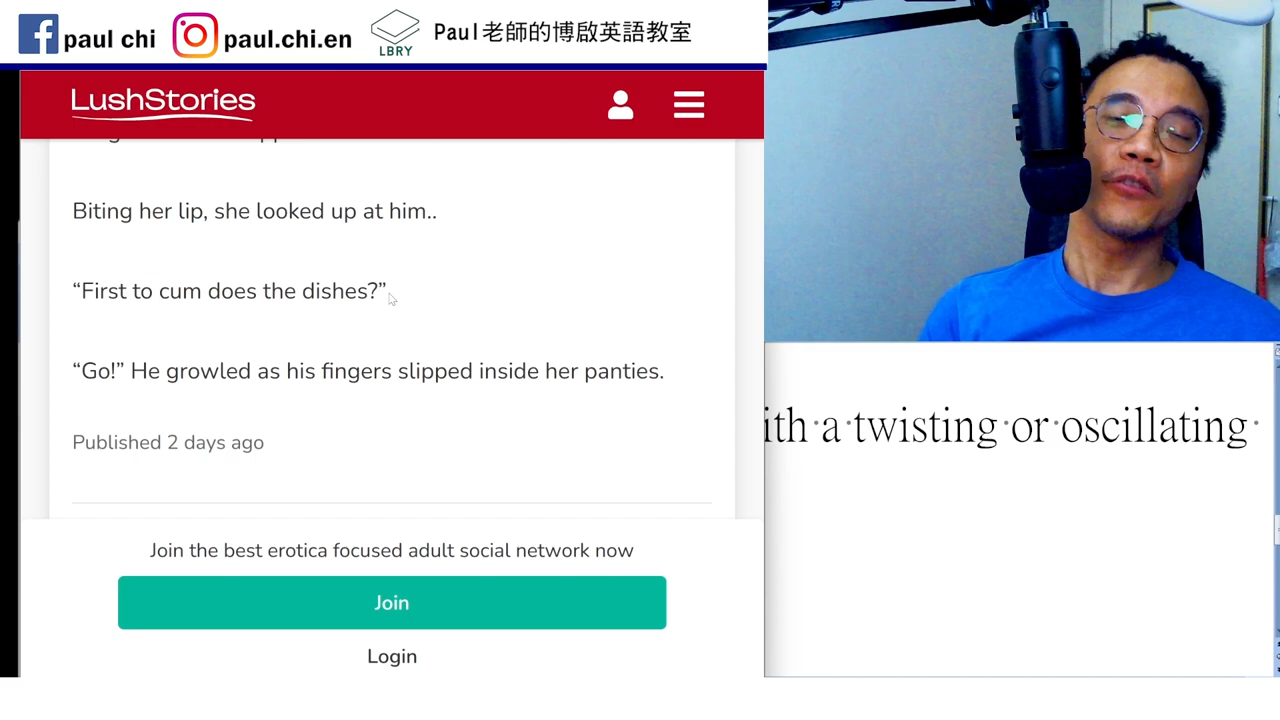 paul chi
paul.chi.en
LBRY
Paul老師的博啟英語教室
LushStories
Biting her lip, she looked up at him..
“First to cum does the dishes?”
“Go!” He growled as his fingers slipped inside her panties.
Published 2 days ago
Join the best erotica focused adult social network now
Join
Login
ith a twisting or oscillating